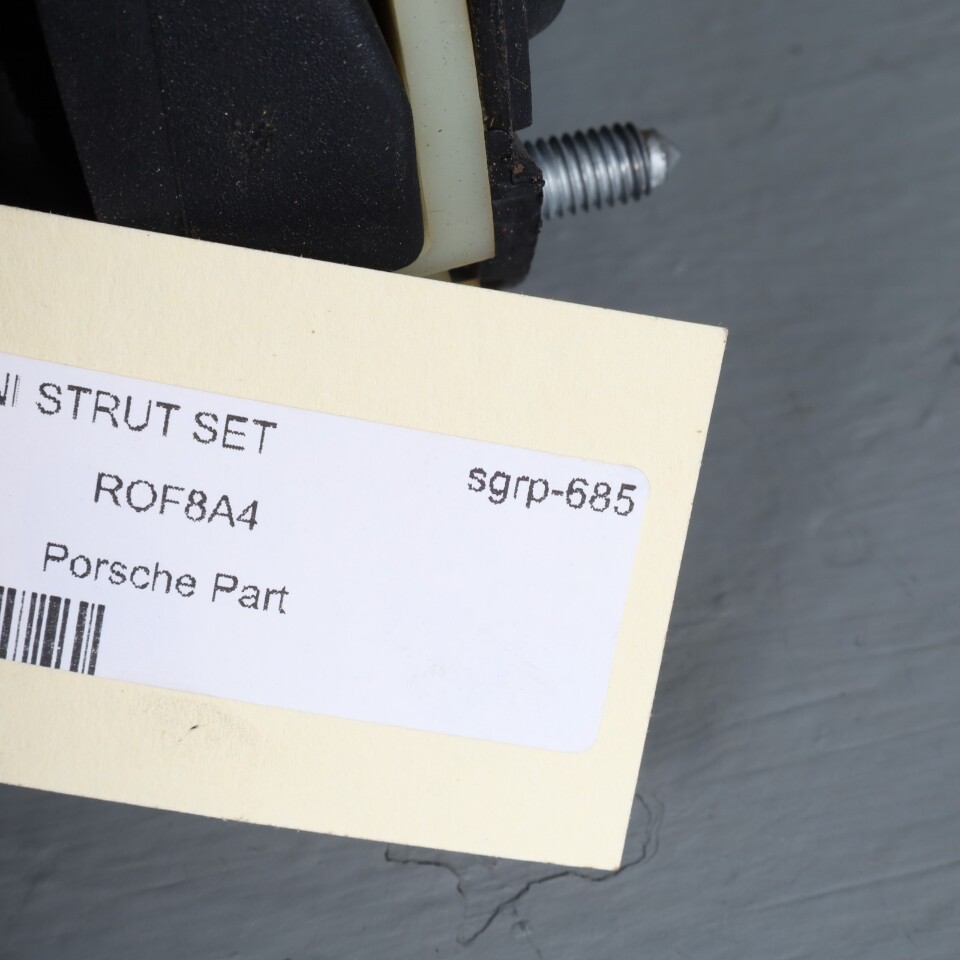 STRUT SET
sgrp-685
ROF8A4
Porsche Part